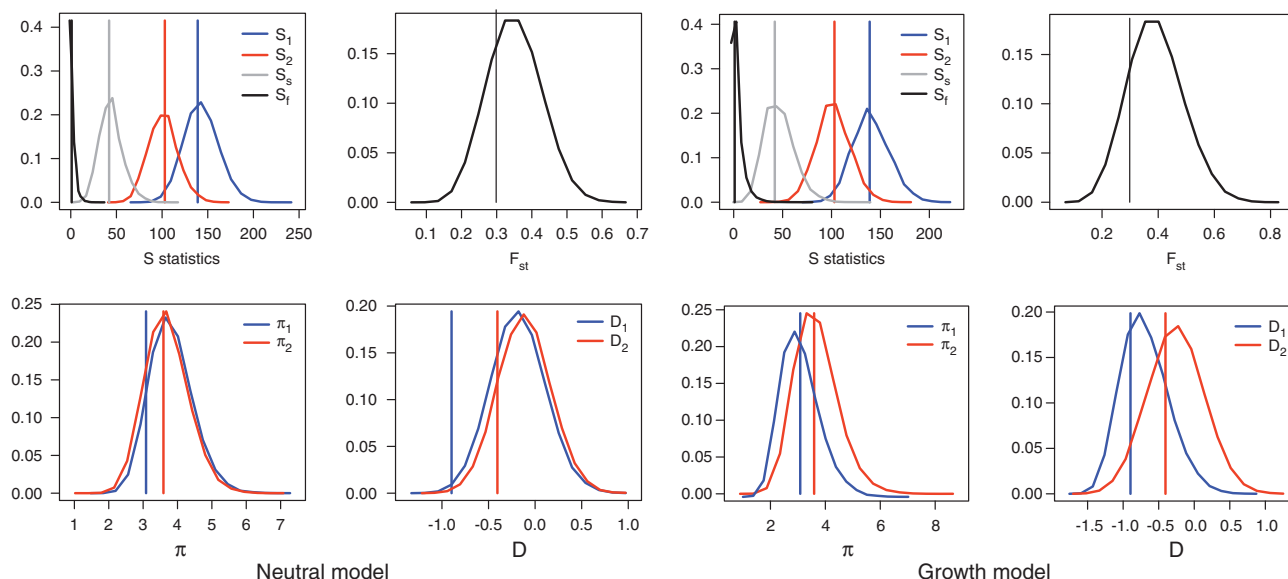 0.4
0.3
0.2
0.1
0.0
S1
S2
Ss
Sf
0 50 100 150 200 250
S statistics
0.15
0.10
0.05
0.00
0.1 0.2 0.3 0.4 0.5 0.6 0.7
Fst
0.4
0.3
0.2
0.1
0.0
S1
S2
Ss
Sf
0 50 100 150 200
S statistics
0.15
0.10
0.05
0.00
0.2 0.4 0.6 0.8
Fst
0.25
0.20
0.15
0.10
0.05
0.00
π1
π2
1 2 3 4 5 6 7
π
0.20
0.15
0.10
0.05
0.00
D1
D2
-1.0 -0.5 0.0 0.5 1.0
D
0.25
0.20
0.15
0.10
0.05
0.00
π1
π2
2 4 6 8
π
0.20
0.15
0.10
0.05
0.00
D1
D2
-1.5 -1.0 -0.5 0.0 0.5 1.0
D
Neutral model
Growth model